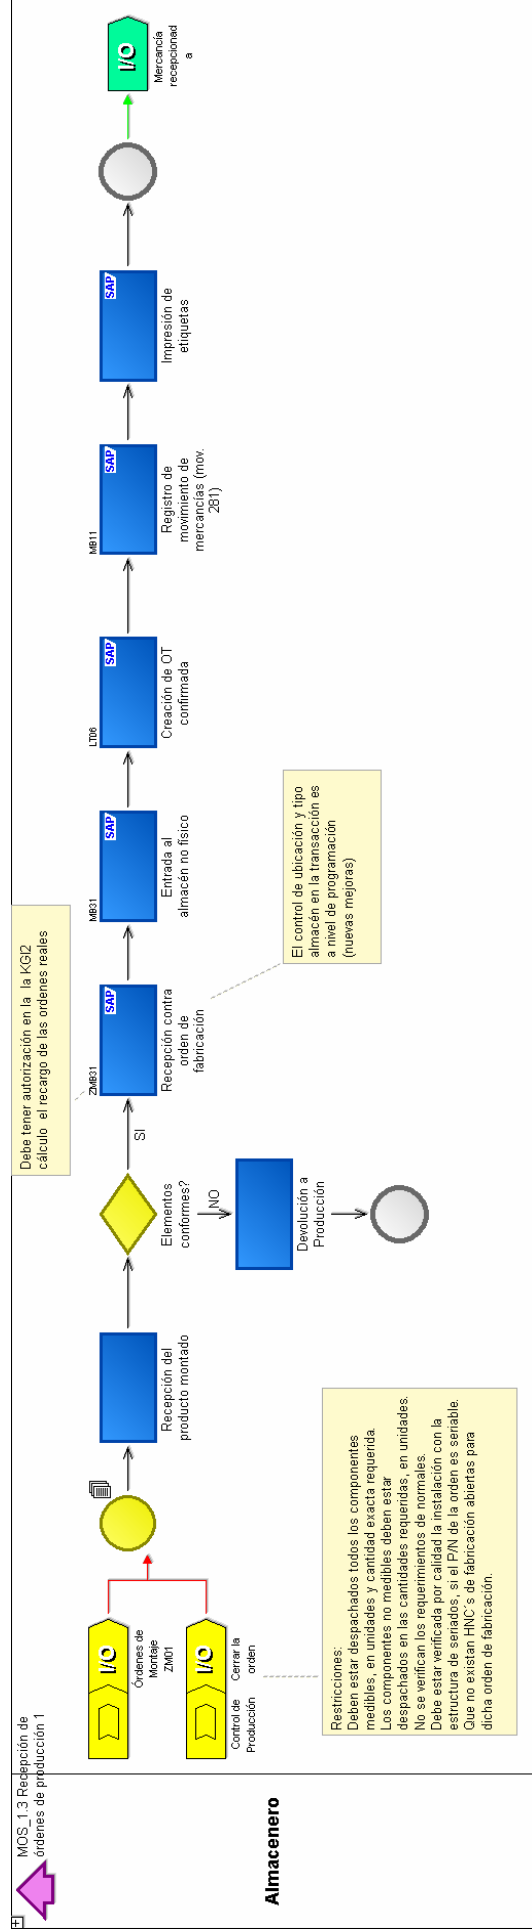 MOS_1.3 Recepción de
órdenes de producción 1
Almacenero
I/O
Órdenes de
Montaje
ZM01
I/O
Control de
Producción
Cerrar la
orden
Restricciones:
Deben estar despachados todos los componentes
medibles, en unidades y cantidad exacta requerida.
Los componentes no medibles deben estar
despachados en las cantidades requeridas, en unidades.
No se verifican los requerimientos de normales.
Debe estar verificada por calidad la instalación con la
estructura de seriados, si el P/N de la orden es seriable.
Que no existan HNC´s de fabricación abiertas para
dicha orden de fabricación.
Recepción del
producto montado
Elementos
conformes?
SI
NO
Devolución a
Producción
Debe tener autorización en la  la KGI2
cálculo  el recargo de las ordenes reales
ZMB31
SAP
Recepción contra
orden de
fabricación
El control de ubicación y tipo
almacén en la transacción es
a nivel de programación
(nuevas mejoras)
MB31
SAP
Entrada al
almacén no físico
LT06
SAP
Creación de OT
confirmada
MB11
SAP
Registro de
movimiento de
mercancías (mov.
281)
SAP
Impresión de
etiquetas
I/O
Mercancía
recepcionad
a